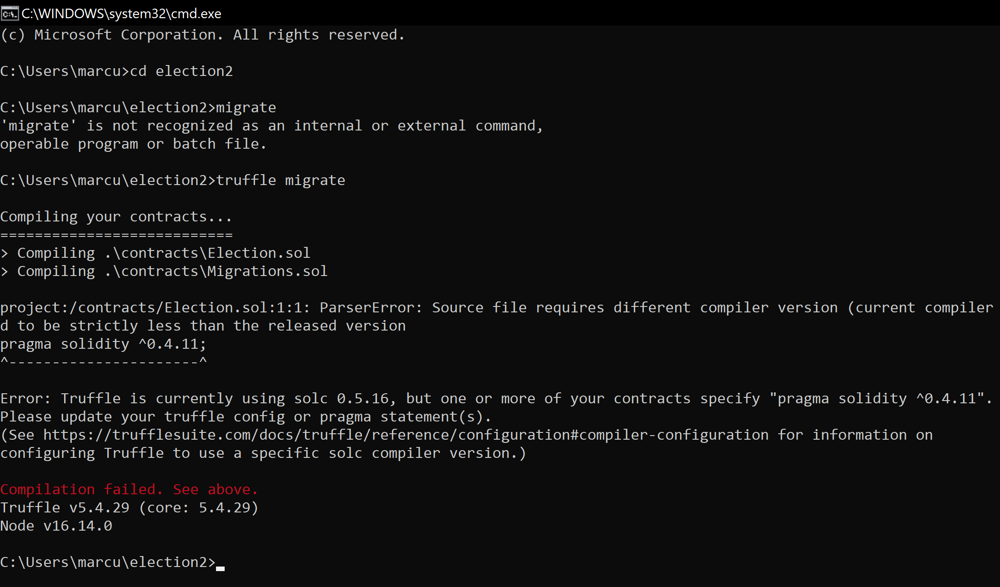 C:\WINDOWS\system32\cmd.exe
(c) Microsoft Corporation. All rights reserved.
C:\Users\marcu>cd election2
C:\Users\marcu\election2>migrate
'migrate' is not recognized as an internal or external command,
operable program or batch file.
C:\Users\marcu\election2>truffle migrate
Compiling your contracts...
===========================
> Compiling .\contracts\Election.sol
> Compiling .\contracts\Migrations.sol
project:/contracts/Election.sol:1:1: ParserError: Source file requires different compiler version (current compiler
d to be strictly less than the released version
pragma solidity ^0.4.11;
^----------------------^
Error: Truffle is currently using solc 0.5.16, but one or more of your contracts specify "pragma solidity ^0.4.11".
Please update your truffle config or pragma statement(s).
(See https://trufflesuite.com/docs/truffle/reference/configuration#compiler-configuration for information on
configuring Truffle to use a specific solc compiler version.)
Compilation failed. See above.
Truffle v5.4.29 (core: 5.4.29)
Node v16.14.0
C:\Users\marcu\election2>